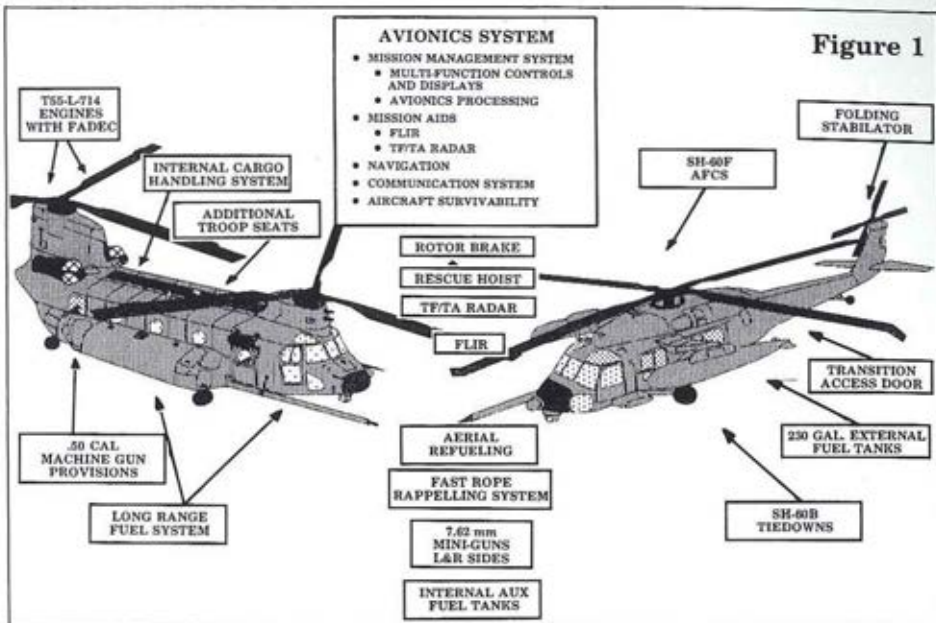 AVIONICS SYSTEM
• MISSION MANAGEMENT SYSTEM
• MULTI-FUNCTION CONTROLS
AND DISPLAYS
• AVIONICS PROCESSING
• MISSION AIDS
• FLIR
• TF/TA RADAR
• NAVIGATION
• COMMUNICATION SYSTEM
• AIRCRAFT SURVIVABILITY
Figure 1
T55-L-714
ENGINES
WITH FADEC
INTERNAL CARGO
HANDLING SYSTEM
ADDITIONAL
TROOP SEATS
SH-60F
AFCS
FOLDING
STABILATOR
ROTOR BRAKE
RESCUE HOIST
TF/TA RADAR
FLIR
TRANSITION
ACCESS DOOR
230 GAL. EXTERNAL
FUEL TANKS
SH-60B
TIEDOWNS
.50 CAL
MACHINE GUN
PROVISIONS
LONG RANGE
FUEL SYSTEM
AERIAL
REFUELING
FAST ROPE
RAPPELLING SYSTEM
7.62 mm
MINI-GUNS
L&R SIDES
INTERNAL AUX
FUEL TANKS